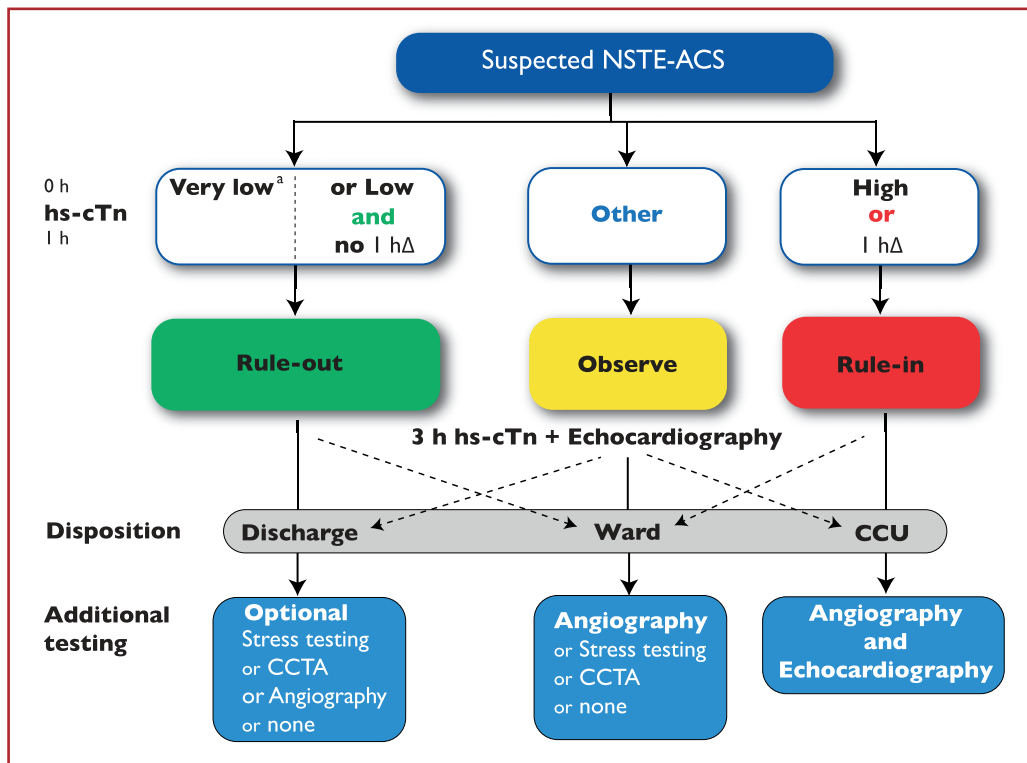 Suspected NSTE-ACS
0 h
hs-cTn
1 h
Very lowᵃ
or Low
and
no 1 hΔ
Other
High
or
1 hΔ
Rule-out
Observe
Rule-in
3 h hs-cTn + Echocardiography
Disposition
Discharge
Ward
CCU
Additional
testing
Optional
Stress testing
or CCTA
or Angiography
or none
Angiography
or Stress testing
or CCTA
or none
Angiography
and
Echocardiography